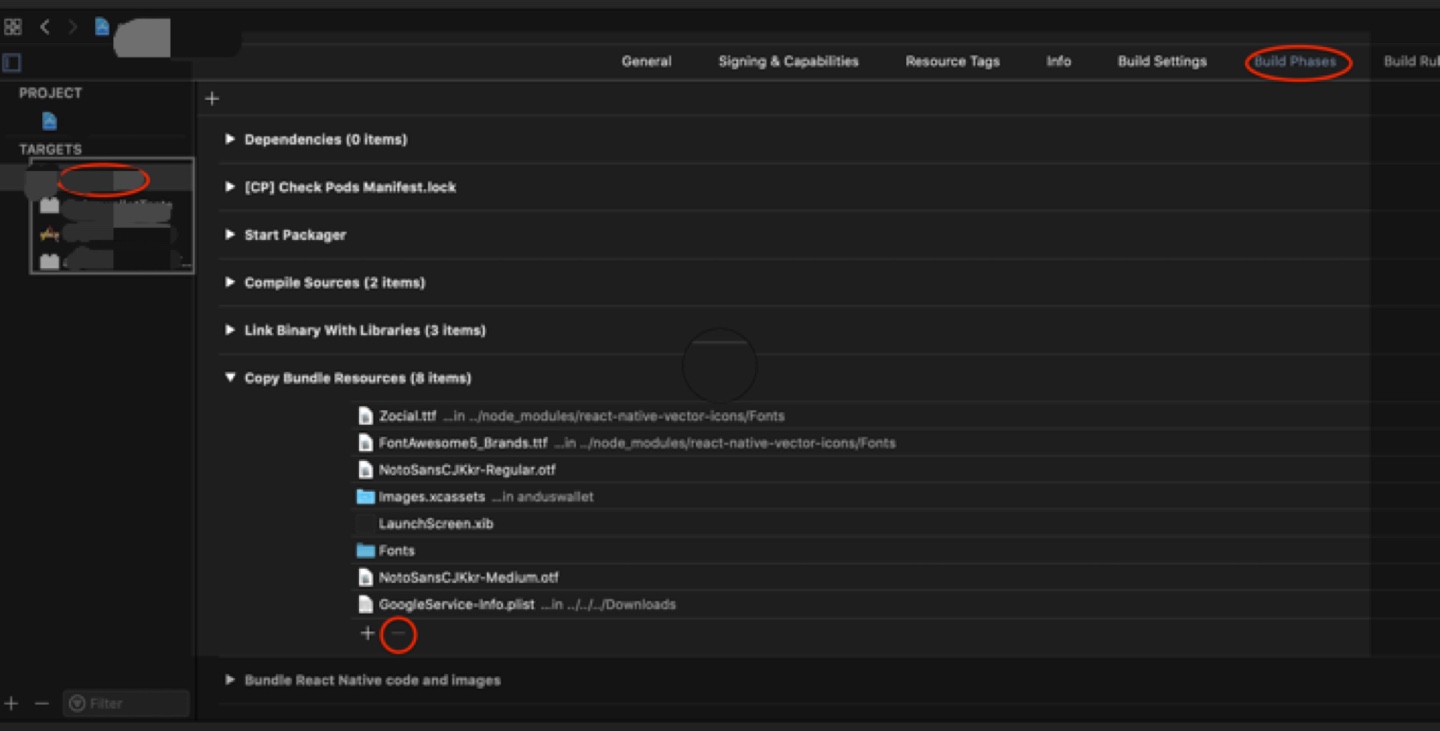 General Signing & Capabilities Resource Tags Info Build Settings Build Phases Build Rul
PROJECT
TARGETS
+
Dependencies (0 items)
[CP] Check Pods Manifest.lock
Start Packager
Compile Sources (2 items)
Link Binary With Libraries (3 items)
Copy Bundle Resources (8 items)
Zocial.ttf ...in ../node_modules/react-native-vector-icons/Fonts
FontAwesome5_Brands.ttf ...in ../node_modules/react-native-vector-icons/Fonts
NotoSansCJKkr-Regular.otf
Images.xcassets ...in anduswallet
LaunchScreen.xib
Fonts
NotoSansCJKkr-Medium.otf
GoogleService-Info.plist ...in ../../../Downloads
+ −
Bundle React Native code and images
+ − Filter